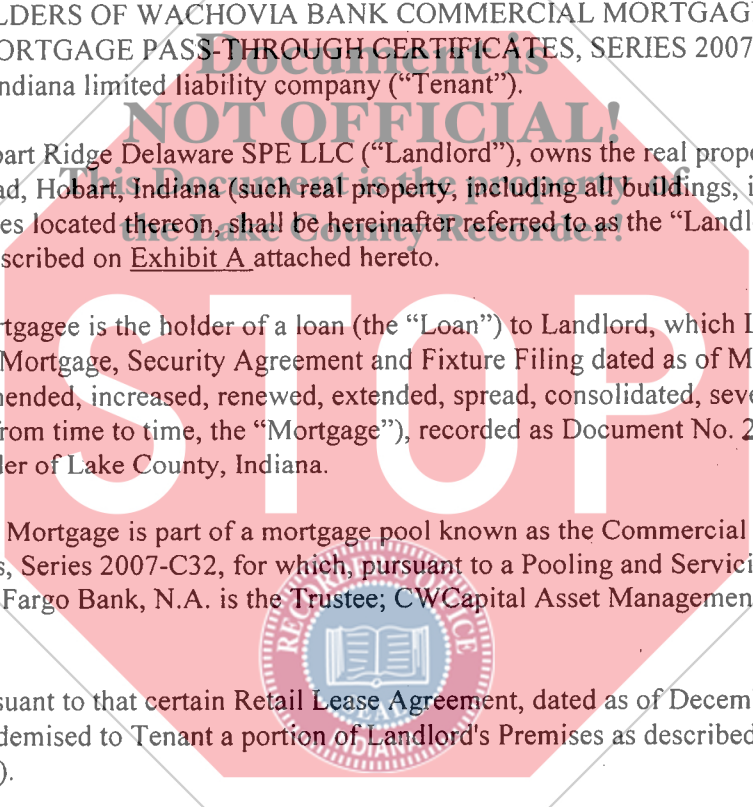 LDERS OF WACHOVIA BANK COMMERCIAL MORTGAG
Document is
ORTGAGE PASS-THROUGH CERTIFICATES, SERIES 2007
ndiana limited liability company (“Tenant”).
NOT OFFICIAL!
art Ridge Delaware SPE LLC (“Landlord”), owns the real prope
This Document is the property of
ad, Hobart, Indiana (such real property, including all buildings, i
es located thereon, shall be hereinafter referred to as the “Landl
the Lake County Recorder!
scribed on Exhibit A attached hereto.
STOP
rtgagee is the holder of a loan (the “Loan”) to Landlord, which L
Mortgage, Security Agreement and Fixture Filing dated as of M
ended, increased, renewed, extended, spread, consolidated, seve
from time to time, the “Mortgage”), recorded as Document No. 2
der of Lake County, Indiana.
Mortgage is part of a mortgage pool known as the Commercial
s, Series 2007-C32, for which, pursuant to a Pooling and Servici
Fargo Bank, N.A. is the Trustee; CWCapital Asset Managemen
RECORDER'S OFFICE
suant to that certain Retail Lease Agreement, dated as of Decem
demised to Tenant a portion of Landlord's Premises as described
INDIANA
).